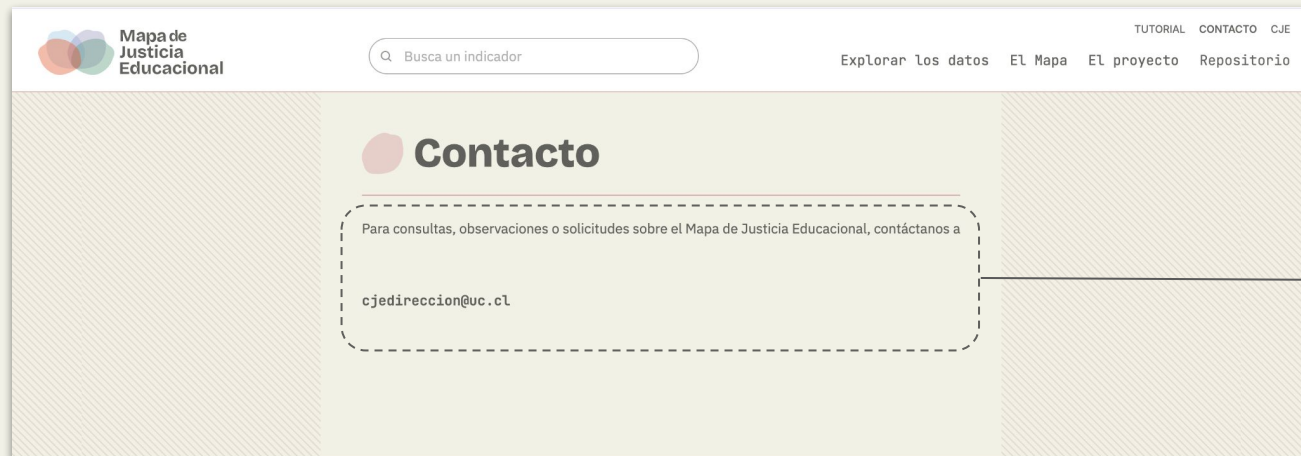 Mapa de
Justicia
Educacional
Busca un indicador
TUTORIAL CONTACTO CJE
Explorar los datos El Mapa El proyecto Repositorio
Contacto
Para consultas, observaciones o solicitudes sobre el Mapa de Justicia Educacional, contáctanos a
cjedireccion@uc.cl